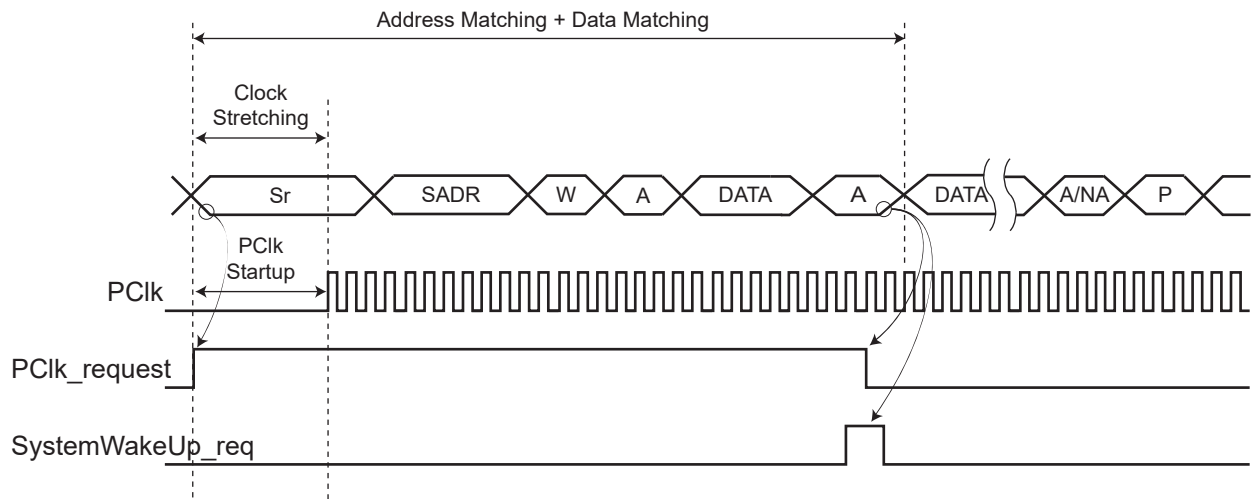 Address Matching + Data Matching
Clock
Stretching
Sr
SADR
W
A
DATA
A
DATA
A/NA
P
PClk
Startup
PClk
PClk_request
SystemWakeUp_req